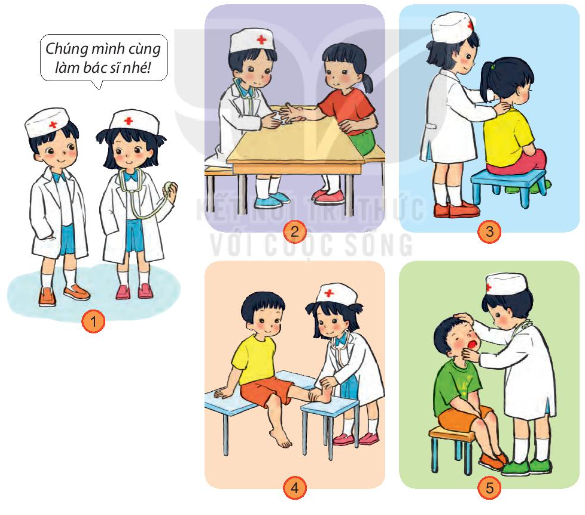 Chúng mình cùng
làm bác sĩ nhé!
KẾT NỐI TRI THỨC
VỚI CUỘC SỐNG
1
2
3
4
5